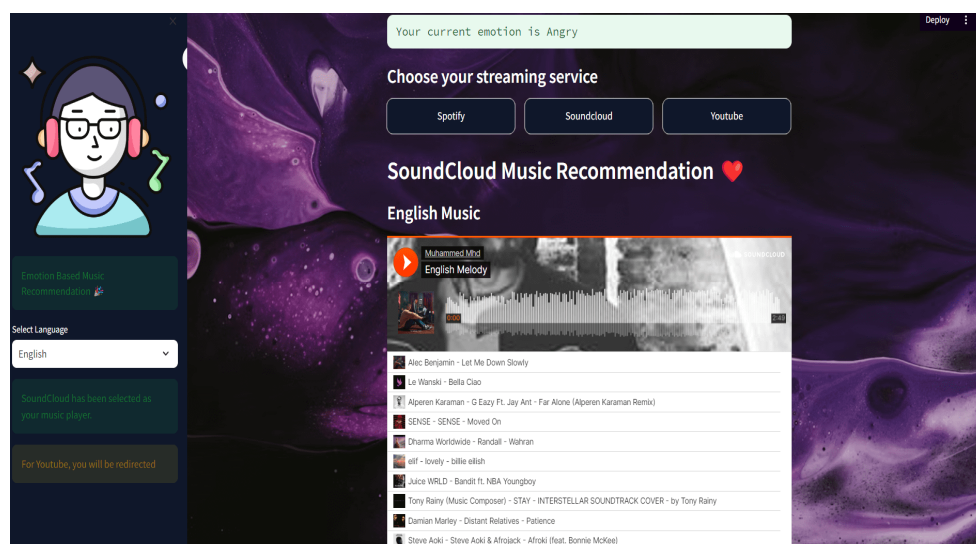 Deploy
Your current emotion is Angry
Choose your streaming service
Spotify
Soundcloud
Youtube
SoundCloud Music Recommendation
English Music
Muhammed Mhd
English Melody
SOUNDCLOUD
0:00
2:49
Alec Benjamin - Let Me Down Slowly
Le Wanski - Bella Ciao
Alperen Karaman - G Eazy Ft. Jay Ant - Far Alone (Alperen Karaman Remix)
SENSE - SENSE - Moved On
Dharma Worldwide - Randall - Wahran
elif - lovely - billie eilish
Juice WRLD - Bandit ft. NBA Youngboy
Tony Rainy (Music Composer) - STAY - INTERSTELLAR SOUNDTRACK COVER - by Tony Rainy
Damian Marley - Distant Relatives - Patience
Steve Aoki - Steve Aoki & Afrojack - Afroki (feat. Bonnie McKee)
Emotion Based Music
Recommendation
Select Language
English
SoundCloud has been selected as
your music player.
For Youtube, you will be redirected